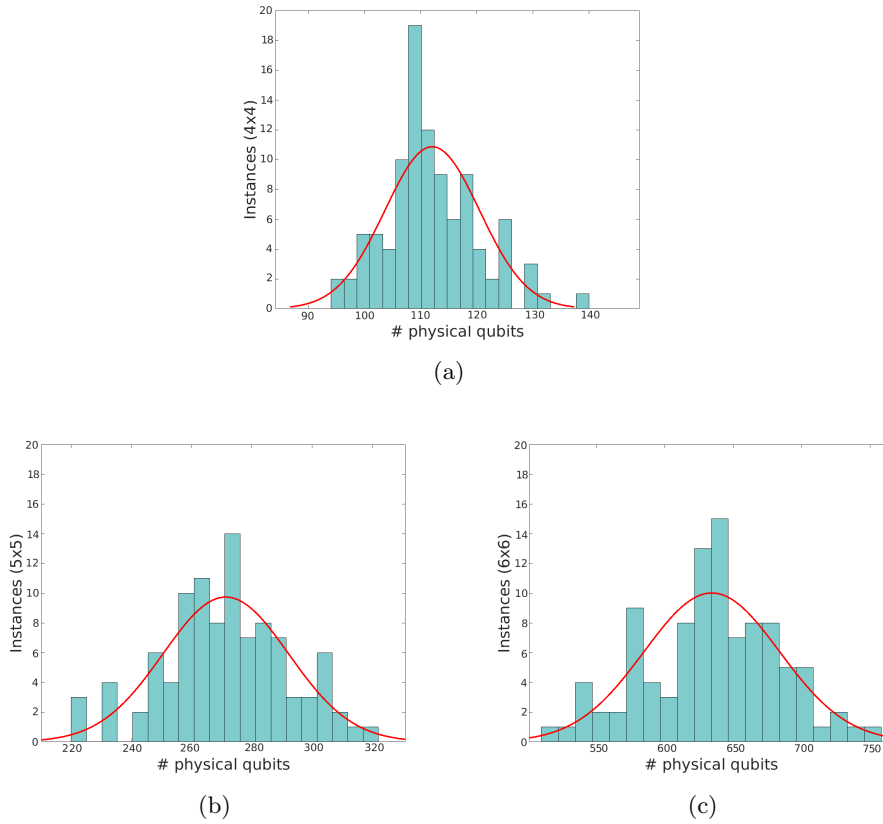 20
18
16
14
12
10
8
6
4
2
0
Instances (4x4)
90 100 110 120 130 140
# physical qubits
(a)
20
18
16
14
12
10
8
6
4
2
0
Instances (5x5)
220 240 260 280 300 320
# physical qubits
(b)
20
18
16
14
12
10
8
6
4
2
0
Instances (6x6)
550 600 650 700 750
# physical qubits
(c)